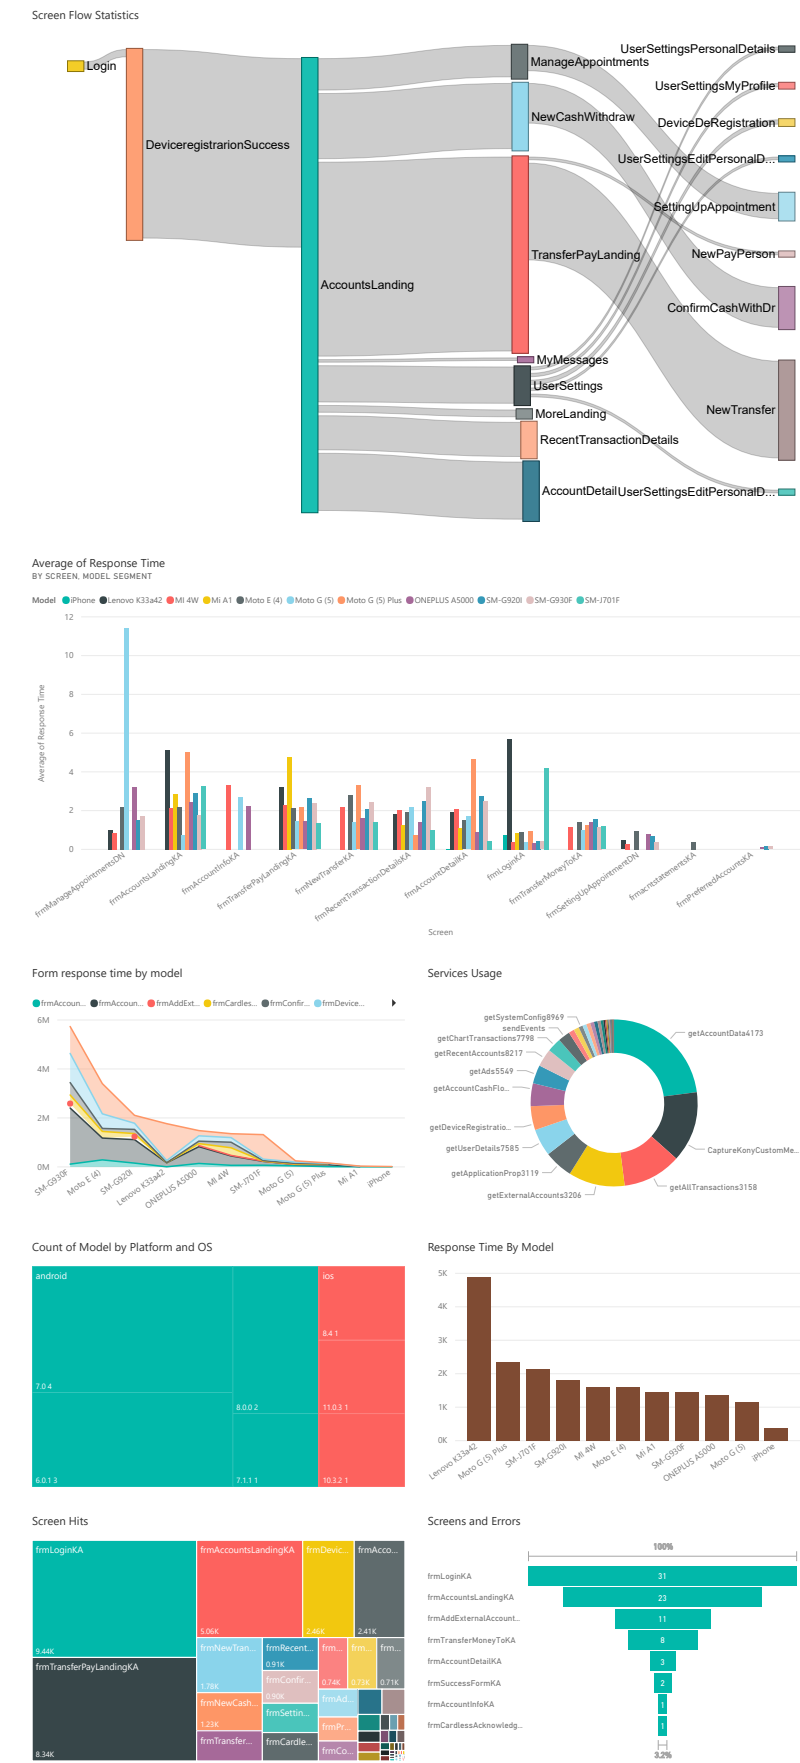 Screen Flow Statistics
Login
DeviceregistrarionSuccess
AccountsLanding
ManageAppointments
NewCashWithdraw
TransferPayLanding
MyMessages
UserSettings
MoreLanding
RecentTransactionDetails
AccountDetail
UserSettingsPersonalDetails
UserSettingsMyProfile
DeviceDeRegistration
UserSettingsEditPersonalD...
SettingUpAppointment
NewPayPerson
ConfirmCashWithDr
NewTransfer
UserSettingsEditPersonalD...
Average of Response Time
BY SCREEN, MODEL SEGMENT
Model iPhone Lenovo K33a42 MI 4W Mi A1 Moto E (4) Moto G (5) Moto G (5) Plus ONEPLUS A5000 SM-G920I SM-G930F SM-J701F
12
10
8
6
4
2
0
Average of Response Time
frmManageAppointmentsDN
frmAccountsLandingKA
frmAccountInfoKA
frmTransferPayLandingKA
frmNewTransferKA
frmRecentTransactionDetailsKA
frmAccountDetailKA
frmLoginKA
frmTransferMoneyToKA
frmSettingUpAppointmentDN
frmacntstatementsKA
frmPreferredAccountsKA
Screen
Form response time by model
frmAccoun... frmAccoun... frmAddExt... frmCardles... frmConfir... frmDevice...
6M
4M
2M
0M
SM-G930F
Moto E (4)
SM-G920I
Lenovo K33a42
ONEPLUS A5000
MI 4W
SM-J701F
Moto G (5)
Moto G (5) Plus
Mi A1
iPhone
Services Usage
getSystemConfig8969
sendEvents
getChartTransactions7798
getRecentAccounts8217
getAds5549
getAccountCashFlo...
getDeviceRegistratio...
getUserDetails7585
getApplicationProp3119
getExternalAccounts3206
getAccountData4173
CaptureKonyCustomMe...
getAllTransactions3158
Count of Model by Platform and OS
android
7.0 4
6.0.1 3
8.0.0 2
7.1.1 1
ios
8.4 1
11.0.3 1
10.3.2 1
Response Time By Model
5K
4K
3K
2K
1K
0K
Lenovo K33a42
Moto G (5) Plus
SM-J701F
SM-G920I
MI 4W
Moto E (4)
Mi A1
SM-G930F
ONEPLUS A5000
Moto G (5)
iPhone
Screen Hits
frmLoginKA
9.44K
frmTransferPayLandingKA
8.34K
frmAccountsLandingKA
5.06K
frmDevic...
2.46K
frmAcco...
2.41K
frmNewTran...
1.78K
frmNewCash...
1.23K
frmTransfer...
frmRecent...
0.91K
frmConfir...
0.90K
frmSettin...
frmCardle...
frm...
0.74K
frm...
0.73K
frm...
0.71K
frmAd...
frmPr...
frmCo...
Screens and Errors
100%
frmLoginKA 31
frmAccountsLandingKA 23
frmAddExternalAccount... 11
frmTransferMoneyToKA 8
frmAccountDetailKA 3
frmSuccessFormKA 2
frmAccountInfoKA 1
frmCardlessAcknowledg... 1
3.2%